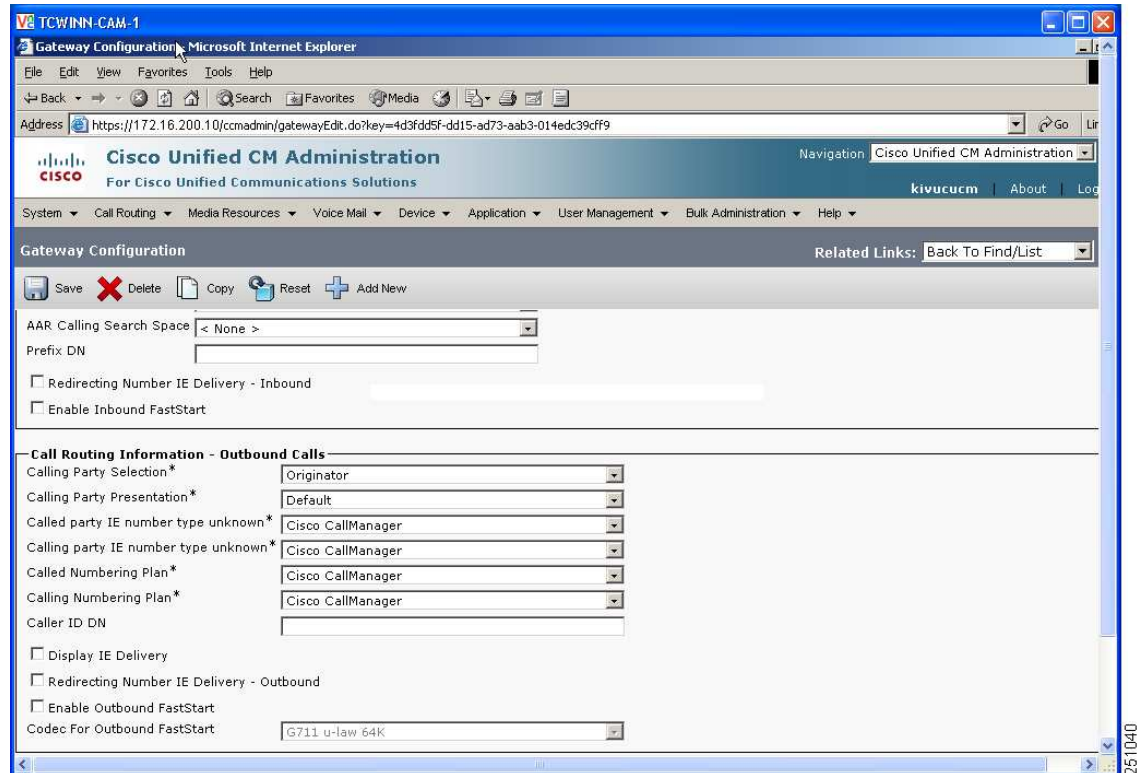 TCWINN-CAM-1
Gateway Configuration - Microsoft Internet Explorer
File Edit View Favorites Tools Help
Back Search Favorites Media
Address https://172.16.200.10/ccmadmin/gatewayEdit.do?key=4d3fdd5f-dd15-ad73-aab3-014edc39cff9 Go Lin
CISCO Cisco Unified CM Administration Navigation Cisco Unified CM Administration
For Cisco Unified Communications Solutions kivucucm | About | Log
System Call Routing Media Resources Voice Mail Device Application User Management Bulk Administration Help
Gateway Configuration Related Links: Back To Find/List
Save Delete Copy Reset Add New
AAR Calling Search Space < None >
Prefix DN
Redirecting Number IE Delivery - Inbound
Enable Inbound FastStart
Call Routing Information - Outbound Calls
Calling Party Selection* Originator
Calling Party Presentation* Default
Called party IE number type unknown* Cisco CallManager
Calling party IE number type unknown* Cisco CallManager
Called Numbering Plan* Cisco CallManager
Calling Numbering Plan* Cisco CallManager
Caller ID DN
Display IE Delivery
Redirecting Number IE Delivery - Outbound
Enable Outbound FastStart
Codec For Outbound FastStart G711 u-law 64K
251040